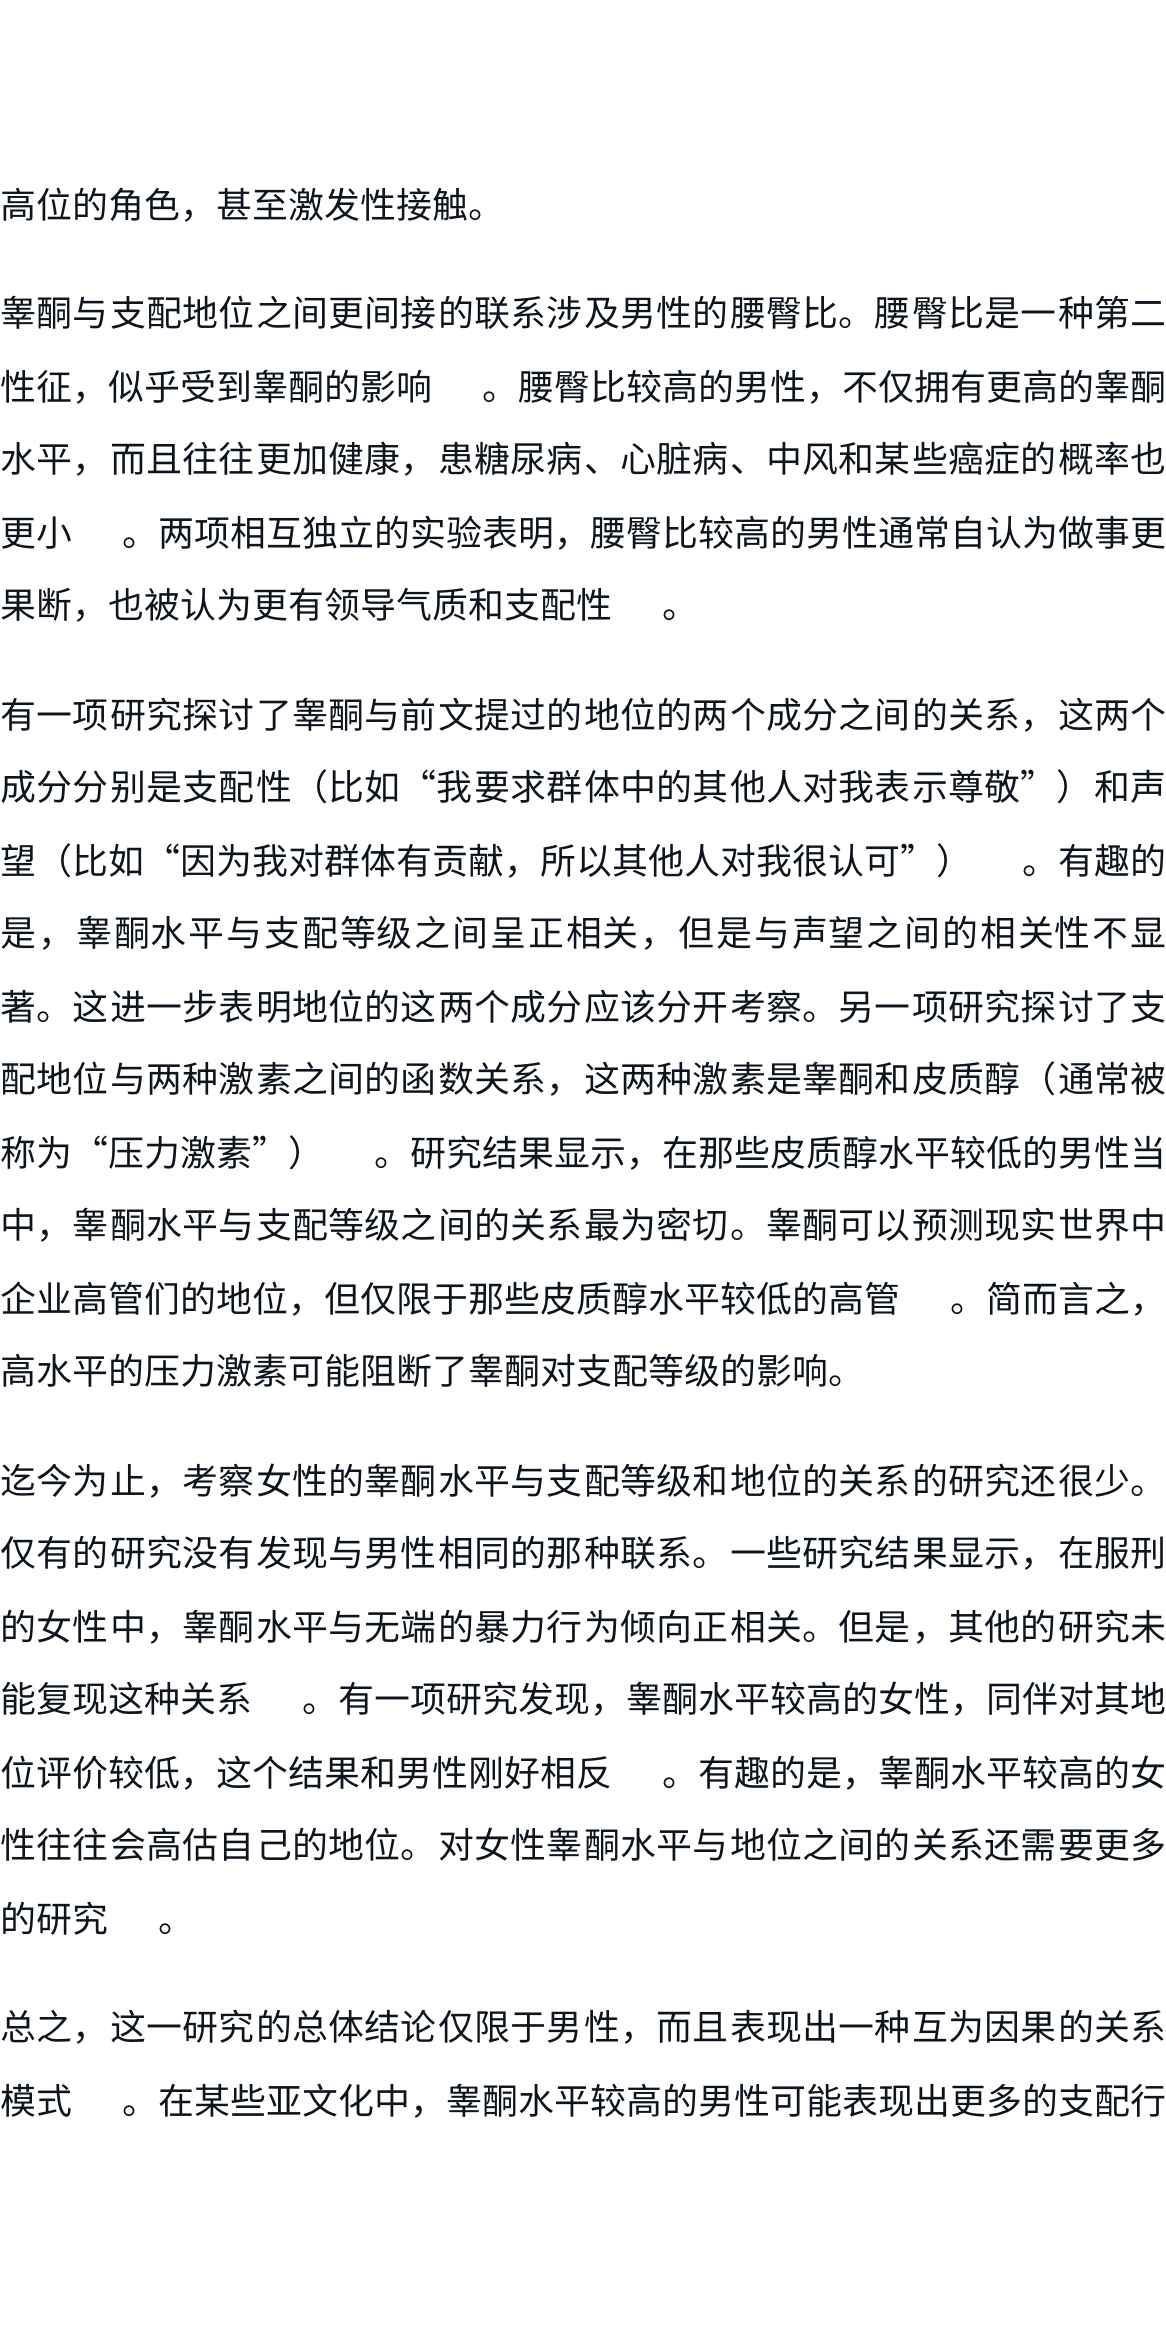 高位的角色，甚至激发性接触。
睾酮与支配地位之间更间接的联系涉及男性的腰臀比。腰臀比是一种第二
性征，似乎受到睾酮的影响 。腰臀比较高的男性，不仅拥有更高的睾酮
水平，而且往往更加健康，患糖尿病、心脏病、中风和某些癌症的概率也
更小 。两项相互独立的实验表明，腰臀比较高的男性通常自认为做事更
果断，也被认为更有领导气质和支配性 。
有一项研究探讨了睾酮与前文提过的地位的两个成分之间的关系，这两个
成分分别是支配性（比如“我要求群体中的其他人对我表示尊敬”）和声
望（比如“因为我对群体有贡献，所以其他人对我很认可”） 。有趣的
是，睾酮水平与支配等级之间呈正相关，但是与声望之间的相关性不显
著。这进一步表明地位的这两个成分应该分开考察。另一项研究探讨了支
配地位与两种激素之间的函数关系，这两种激素是睾酮和皮质醇（通常被
称为“压力激素”） 。研究结果显示，在那些皮质醇水平较低的男性当
中，睾酮水平与支配等级之间的关系最为密切。睾酮可以预测现实世界中
企业高管们的地位，但仅限于那些皮质醇水平较低的高管 。简而言之，
高水平的压力激素可能阻断了睾酮对支配等级的影响。
迄今为止，考察女性的睾酮水平与支配等级和地位的关系的研究还很少。
仅有的研究没有发现与男性相同的那种联系。一些研究结果显示，在服刑
的女性中，睾酮水平与无端的暴力行为倾向正相关。但是，其他的研究未
能复现这种关系 。有一项研究发现，睾酮水平较高的女性，同伴对其地
位评价较低，这个结果和男性刚好相反 。有趣的是，睾酮水平较高的女
性往往会高估自己的地位。对女性睾酮水平与地位之间的关系还需要更多
的研究 。
总之，这一研究的总体结论仅限于男性，而且表现出一种互为因果的关系
模式 。在某些亚文化中，睾酮水平较高的男性可能表现出更多的支配行